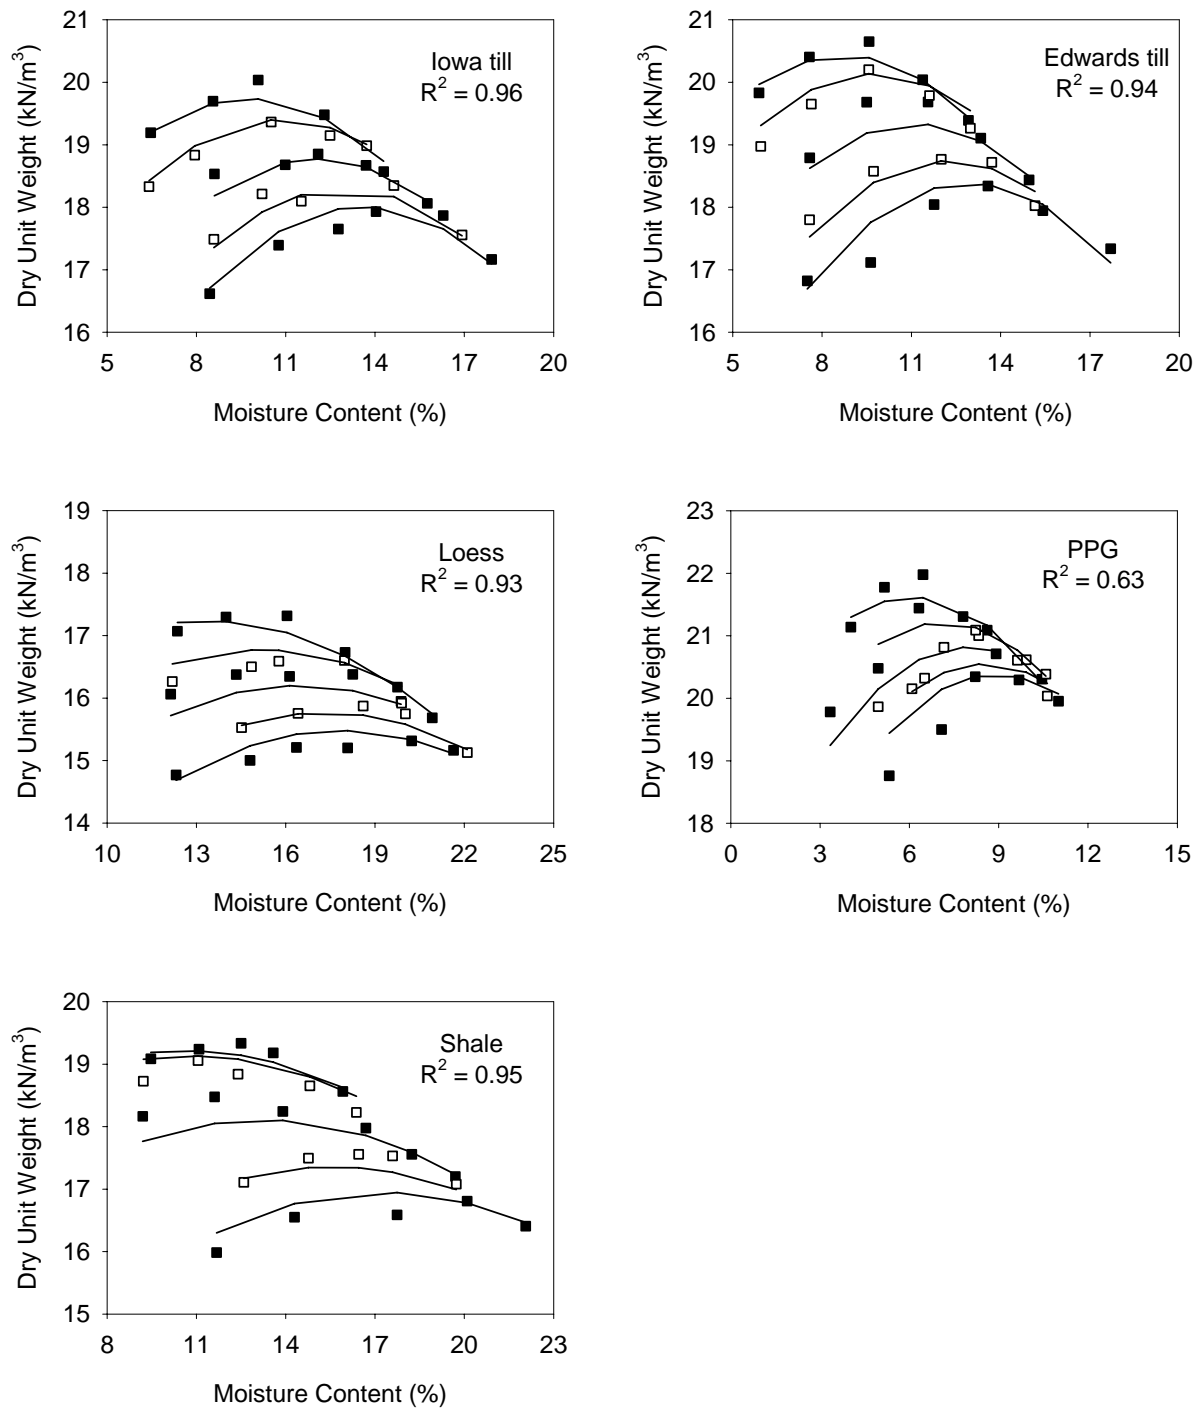 21
20
19
18
17
16
Dry Unit Weight (kN/m³)
Iowa till
R² = 0.96
5 8 11 14 17 20
Moisture Content (%)
21
20
19
18
17
16
Dry Unit Weight (kN/m³)
Edwards till
R² = 0.94
5 8 11 14 17 20
Moisture Content (%)
19
18
17
16
15
14
Dry Unit Weight (kN/m³)
Loess
R² = 0.93
10 13 16 19 22 25
Moisture Content (%)
23
22
21
20
19
18
Dry Unit Weight (kN/m³)
PPG
R² = 0.63
0 3 6 9 12 15
Moisture Content (%)
20
19
18
17
16
15
Dry Unit Weight (kN/m³)
Shale
R² = 0.95
8 11 14 17 20 23
Moisture Content (%)